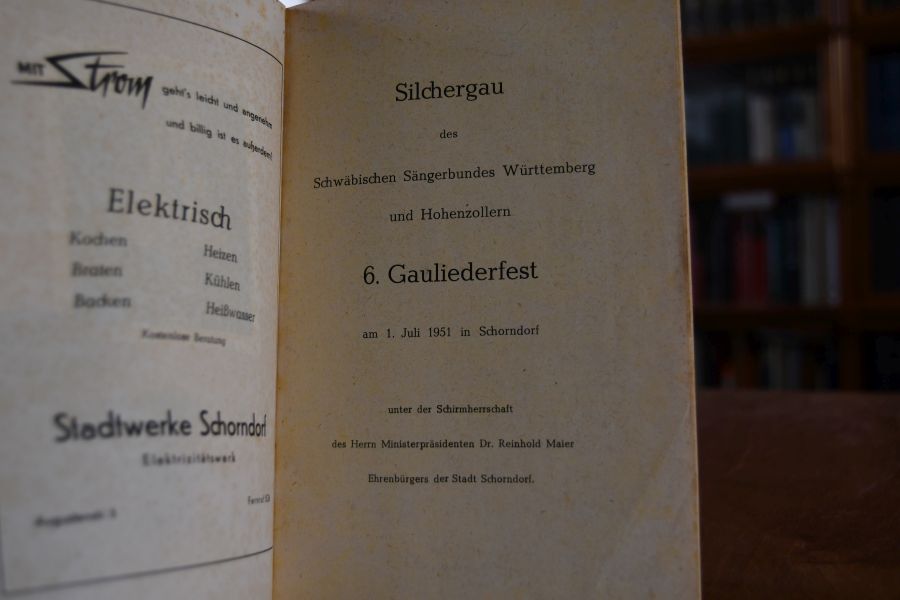 MIT Strom geht's leicht und angenehm
und billig ist es außerdem!
Elektrisch
Kochen Heizen
Braten Kühlen
Backen Heißwasser
Kostenlose Beratung
Stadtwerke Schorndorf
Elektrizitätswerk
Silchergau
des
Schwäbischen Sängerbundes Württemberg
und Hohenzollern
6. Gauliederfest
am 1. Juli 1951 in Schorndorf
unter der Schirmherrschaft
des Herrn Ministerpräsidenten Dr. Reinhold Maier
Ehrenbürgers der Stadt Schorndorf.